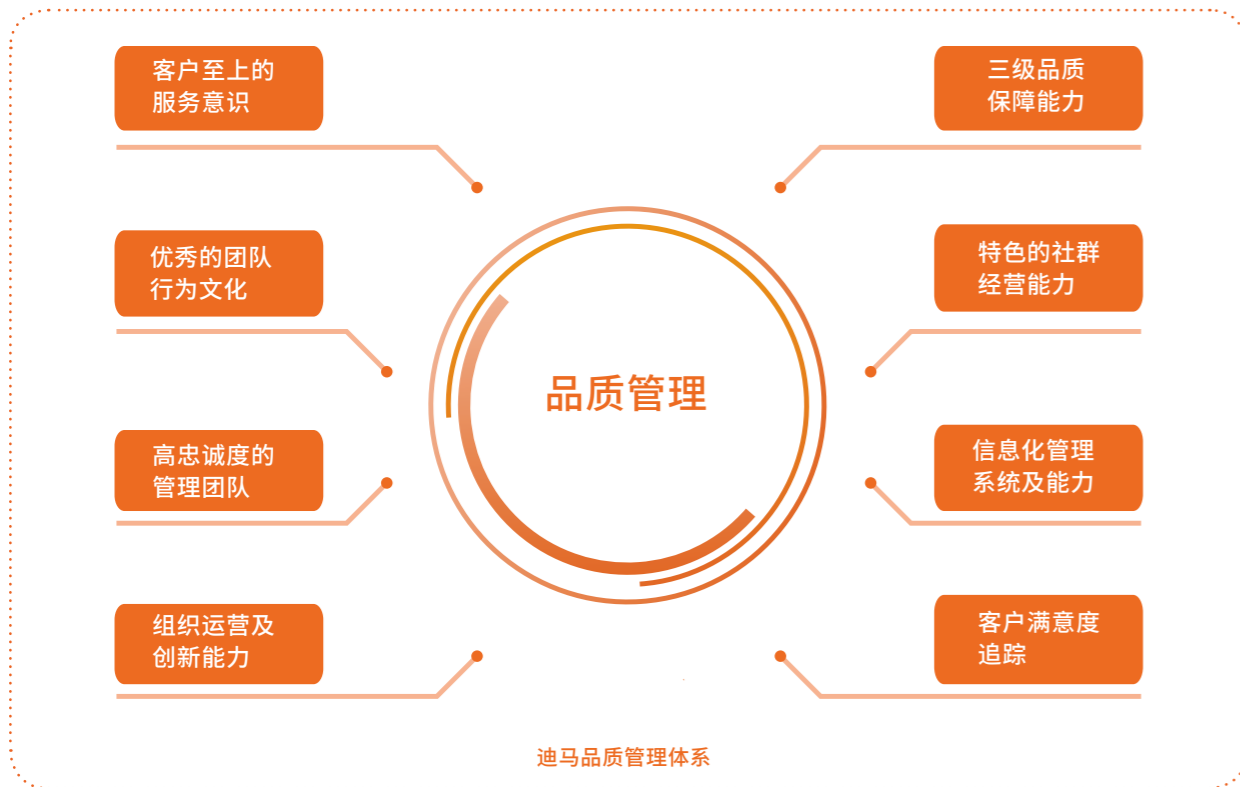 客户至上的
服务意识
三级品质
保障能力
优秀的团队
行为文化
特色的社群
经营能力
品质管理
高忠诚度的
管理团队
信息化管理
系统及能力
组织运营及
创新能力
客户满意度
追踪
迪马品质管理体系